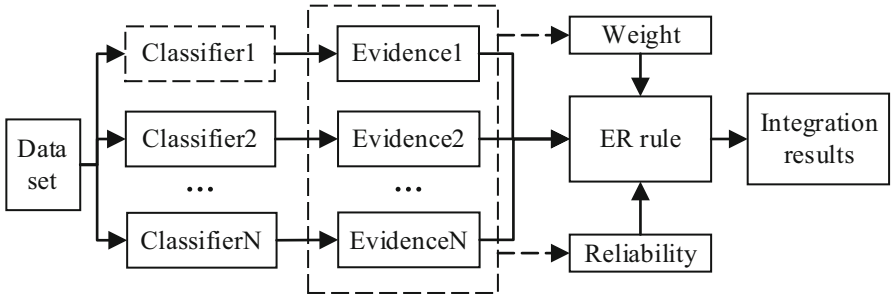 Classifier1
Evidence1
Weight
Data
set
Classifier2
Evidence2
ER rule
Integration
results
...
...
ClassifierN
EvidenceN
Reliability